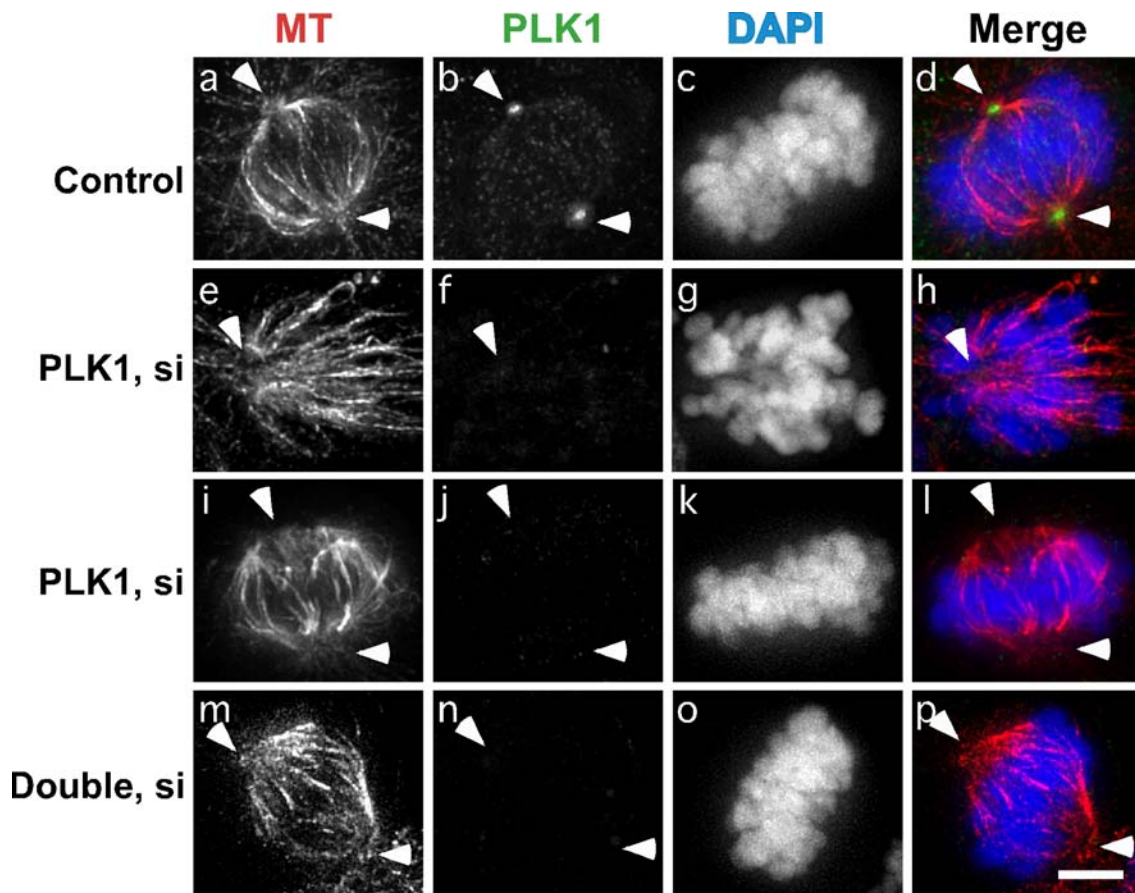 MT PLK1 DAPI Merge
Control a b c d
PLK1, si e f g h
PLK1, si i j k l
Double, si m n o p